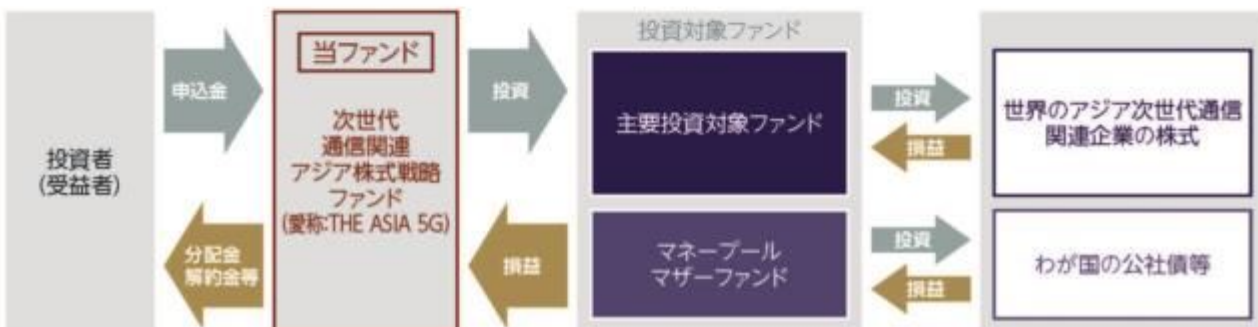 投資者
(受益者)
申込金
分配金
解約金等
当ファンド
次世代
通信関連
アジア株式戦略
ファンド
(愛称:THE ASIA 5G)
投資
損益
投資対象ファンド
主要投資対象ファンド
マネープール
マザーファンド
投資
損益
投資
損益
世界のアジア次世代通信
関連企業の株式
わが国の公社債等